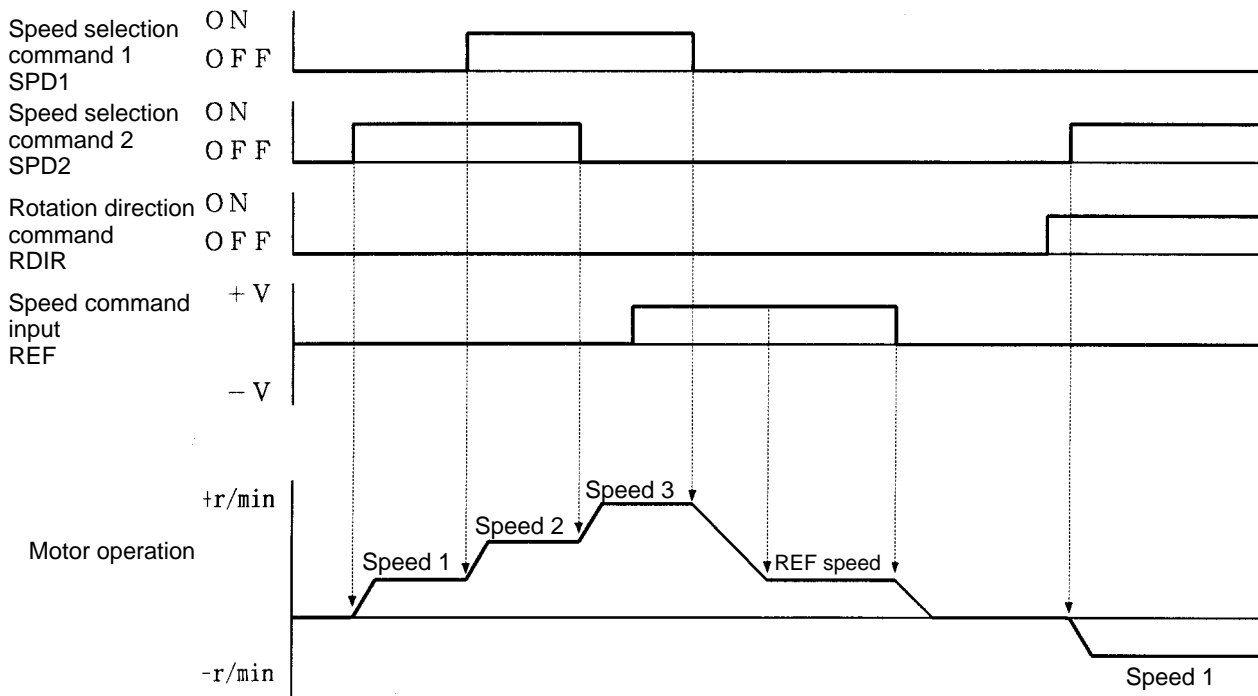 Speed selection
command 1
SPD1
ON
OFF
Speed selection
command 2
SPD2
ON
OFF
Rotation direction
command
RDIR
ON
OFF
Speed command
input
REF
+V
−V
Motor operation
+r/min
-r/min
Speed 1
Speed 2
Speed 3
REF speed
Speed 1